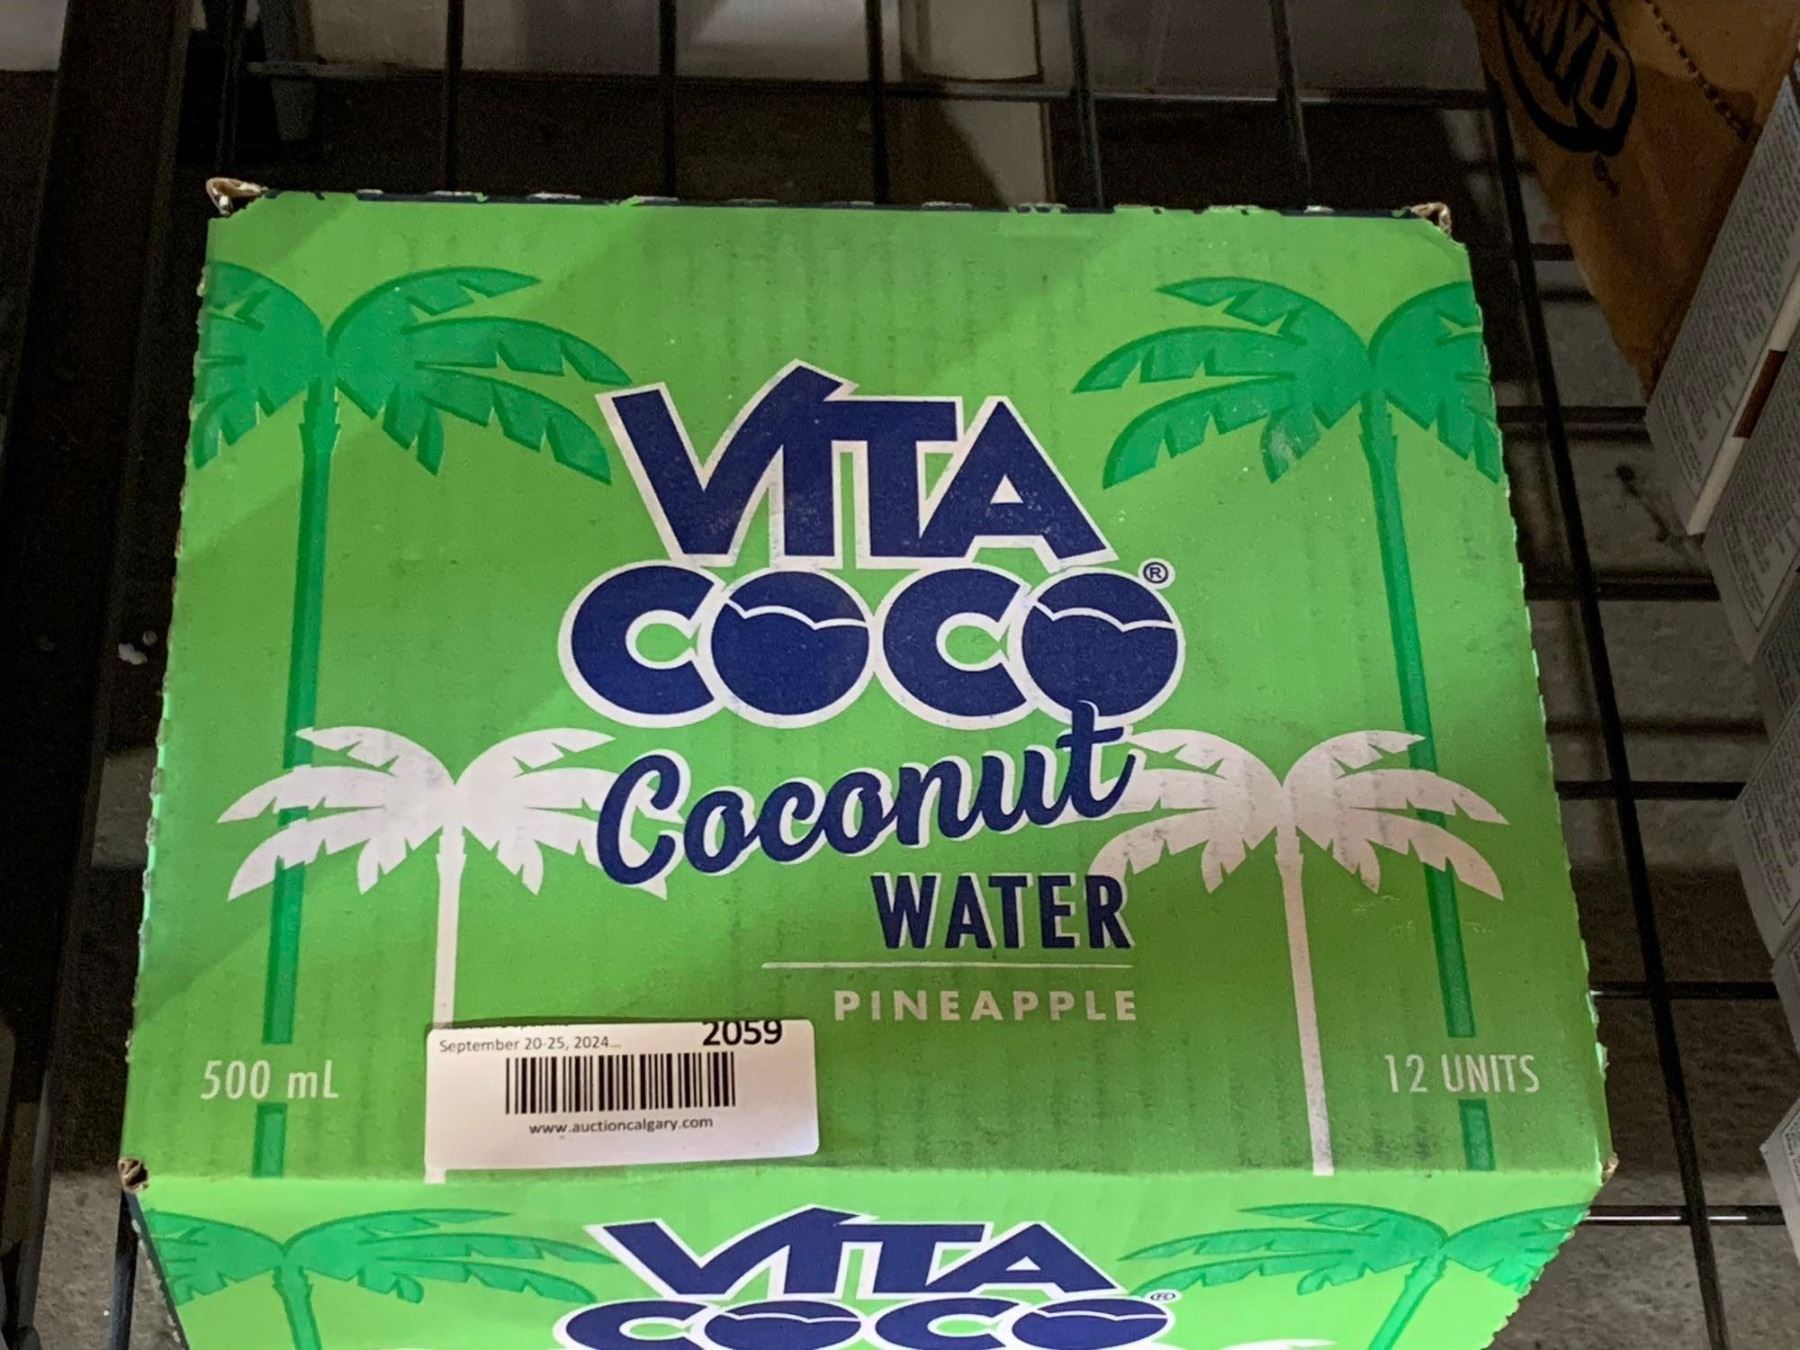 VITA
COCO®
Coconut
WATER
PINEAPPLE
500 mL
12 UNITS
2059
September 20-25, 2024...
www.auctioncalgary.com
VITA
COCO®